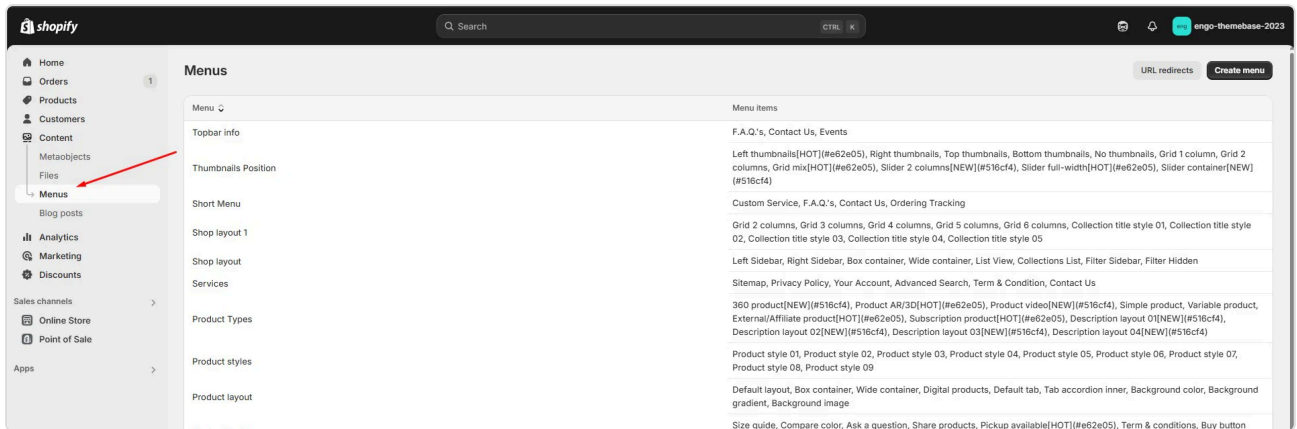 shopify
Search
CTRL K
eng
engo-themebase-2023
Home
Orders
1
Products
Customers
Content
Metaobjects
Files
Menus
Blog posts
Analytics
Marketing
Discounts
Sales channels
Online Store
Point of Sale
Apps
Menus
URL redirects
Create menu
Menu
Menu items
Topbar info
F.A.Q.'s, Contact Us, Events
Thumbnails Position
Left thumbnails[HOT](#e62e05), Right thumbnails, Top thumbnails, Bottom thumbnails, No thumbnails, Grid 1 column, Grid 2
columns, Grid mix[HOT](#e62e05), Slider 2 columns[NEW](#516cf4), Slider full-width[HOT](#e62e05), Slider container[NEW]
(#516cf4)
Short Menu
Custom Service, F.A.Q.'s, Contact Us, Ordering Tracking
Shop layout 1
Grid 2 columns, Grid 3 columns, Grid 4 columns, Grid 5 columns, Grid 6 columns, Collection title style 01, Collection title style
02, Collection title style 03, Collection title style 04, Collection title style 05
Shop layout
Left Sidebar, Right Sidebar, Box container, Wide container, List View, Collections List, Filter Sidebar, Filter Hidden
Services
Sitemap, Privacy Policy, Your Account, Advanced Search, Term & Condition, Contact Us
Product Types
360 product[NEW](#516cf4), Product AR/3D[HOT](#e62e05), Product video[NEW](#516cf4), Simple product, Variable product,
External/Affiliate product[HOT](#e62e05), Subscription product[HOT](#e62e05), Description layout 01[NEW](#516cf4),
Description layout 02[NEW](#516cf4), Description layout 03[NEW](#516cf4), Description layout 04[NEW](#516cf4)
Product styles
Product style 01, Product style 02, Product style 03, Product style 04, Product style 05, Product style 06, Product style 07,
Product style 08, Product style 09
Product layout
Default layout, Box container, Wide container, Digital products, Default tab, Tab accordion inner, Background color, Background
gradient, Background image
Size guide, Compare color, Ask a question, Share products, Pickup available[HOT](#e62e05), Term & conditions, Buy button